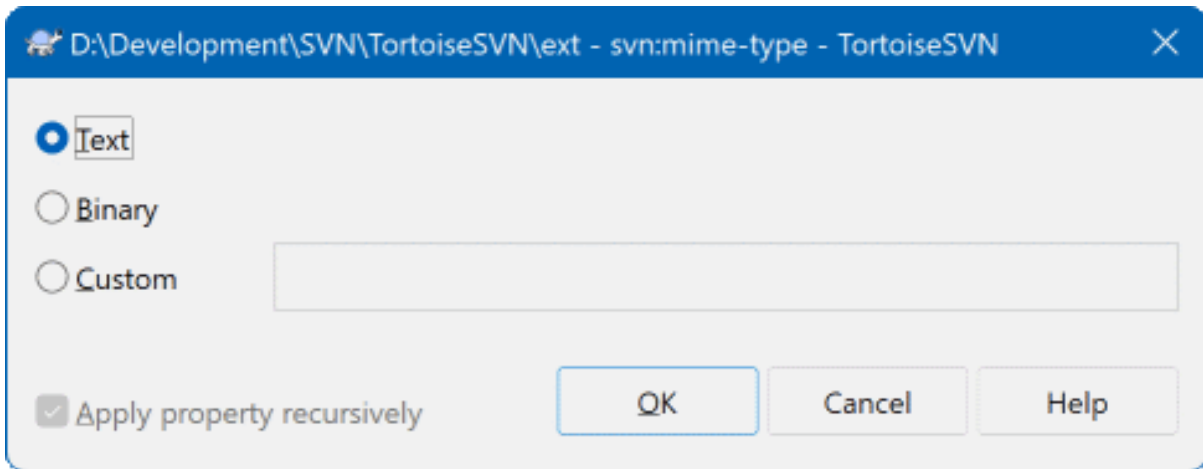 D:\Development\SVN\TortoiseSVN\ext - svn:mime-type - TortoiseSVN
Text
Binary
Custom
Apply property recursively OK Cancel Help